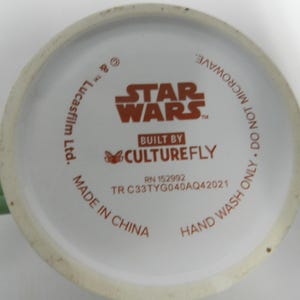 STAR
WARS™
BUILT BY
CULTUREFLY
RN 152992
TR C33TYG040AQ42021
© & ™ Lucasfilm Ltd.
MADE IN CHINA
HAND WASH ONLY • DO NOT MICROWAVE.